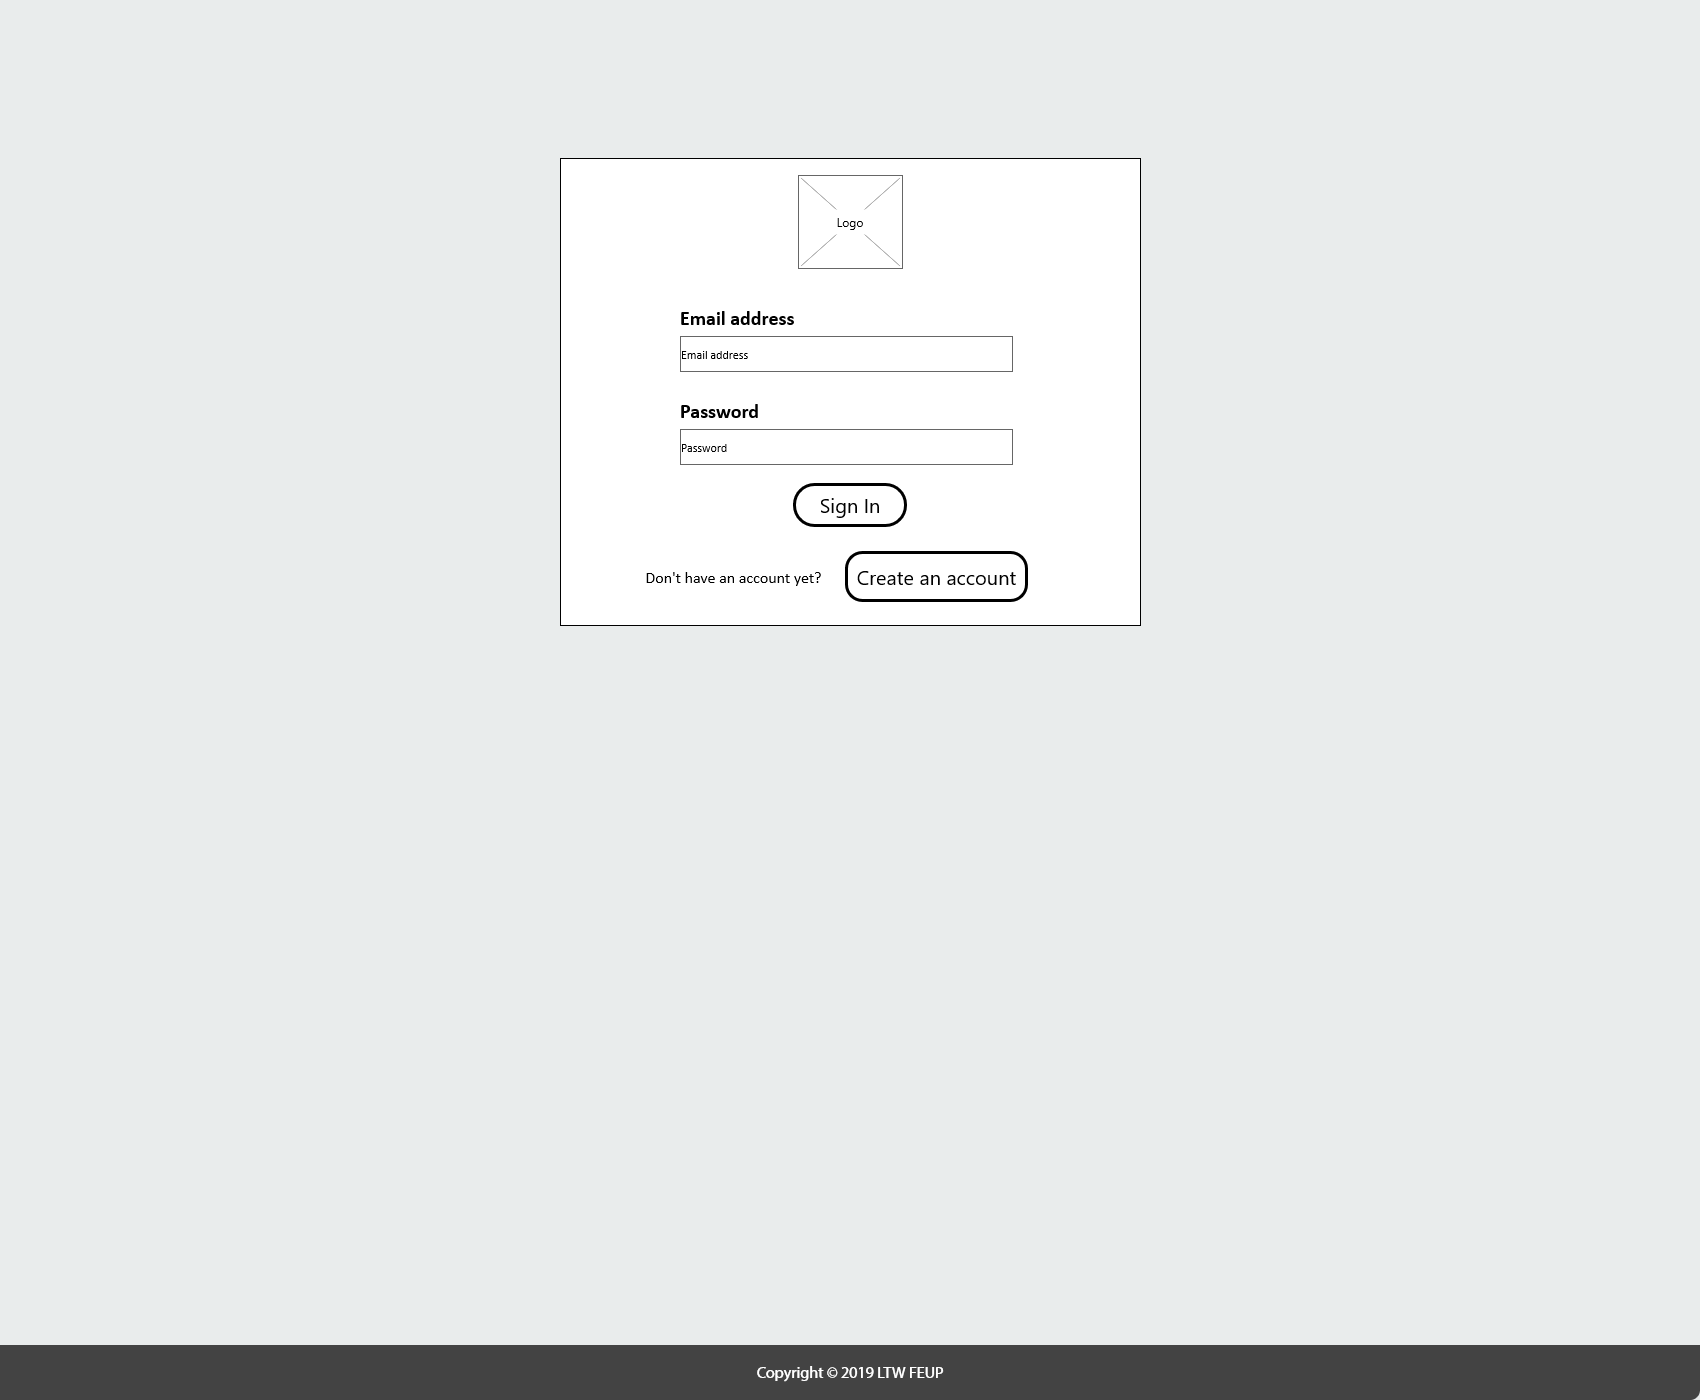 Logo
Email address
Email address
Password
Password
Sign In
Don't have an account yet?
Create an account
Copyright © 2019 LTW FEUP